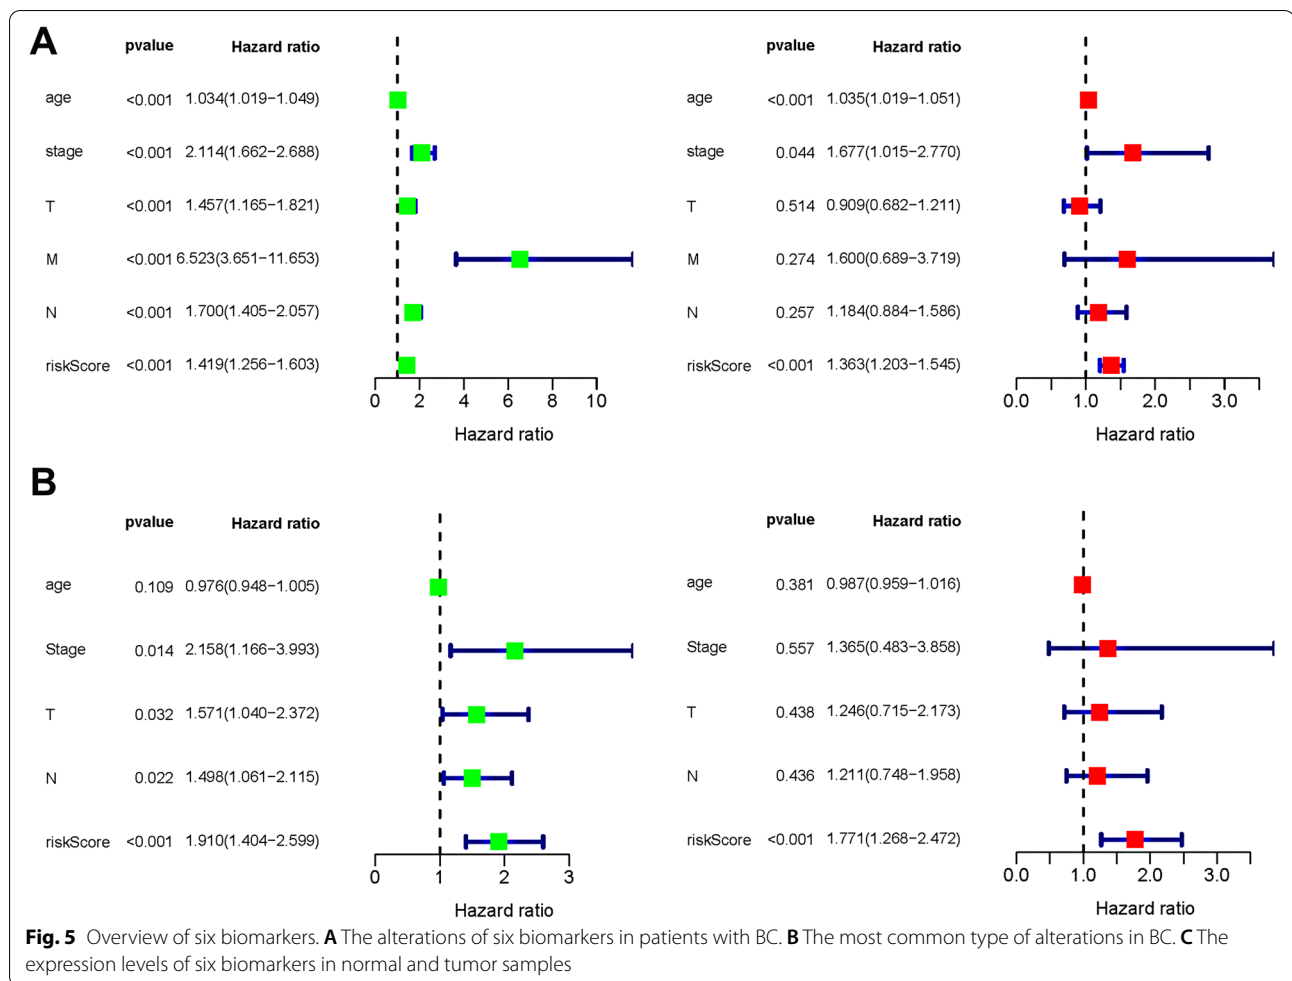 A
pvalue Hazard ratio
age <0.001 1.034(1.019−1.049)
stage <0.001 2.114(1.662−2.688)
T <0.001 1.457(1.165−1.821)
M <0.001 6.523(3.651−11.653)
N <0.001 1.700(1.405−2.057)
riskScore <0.001 1.419(1.256−1.603)
0 2 4 6 8 10
Hazard ratio
pvalue Hazard ratio
age <0.001 1.035(1.019−1.051)
stage 0.044 1.677(1.015−2.770)
T 0.514 0.909(0.682−1.211)
M 0.274 1.600(0.689−3.719)
N 0.257 1.184(0.884−1.586)
riskScore <0.001 1.363(1.203−1.545)
0.0 1.0 2.0 3.0
Hazard ratio
B
pvalue Hazard ratio
age 0.109 0.976(0.948−1.005)
Stage 0.014 2.158(1.166−3.993)
T 0.032 1.571(1.040−2.372)
N 0.022 1.498(1.061−2.115)
riskScore <0.001 1.910(1.404−2.599)
0 1 2 3
Hazard ratio
pvalue Hazard ratio
age 0.381 0.987(0.959−1.016)
Stage 0.557 1.365(0.483−3.858)
T 0.438 1.246(0.715−2.173)
N 0.436 1.211(0.748−1.958)
riskScore <0.001 1.771(1.268−2.472)
0.0 1.0 2.0 3.0
Hazard ratio
Fig. 5 Overview of six biomarkers. A The alterations of six biomarkers in patients with BC. B The most common type of alterations in BC. C The
expression levels of six biomarkers in normal and tumor samples